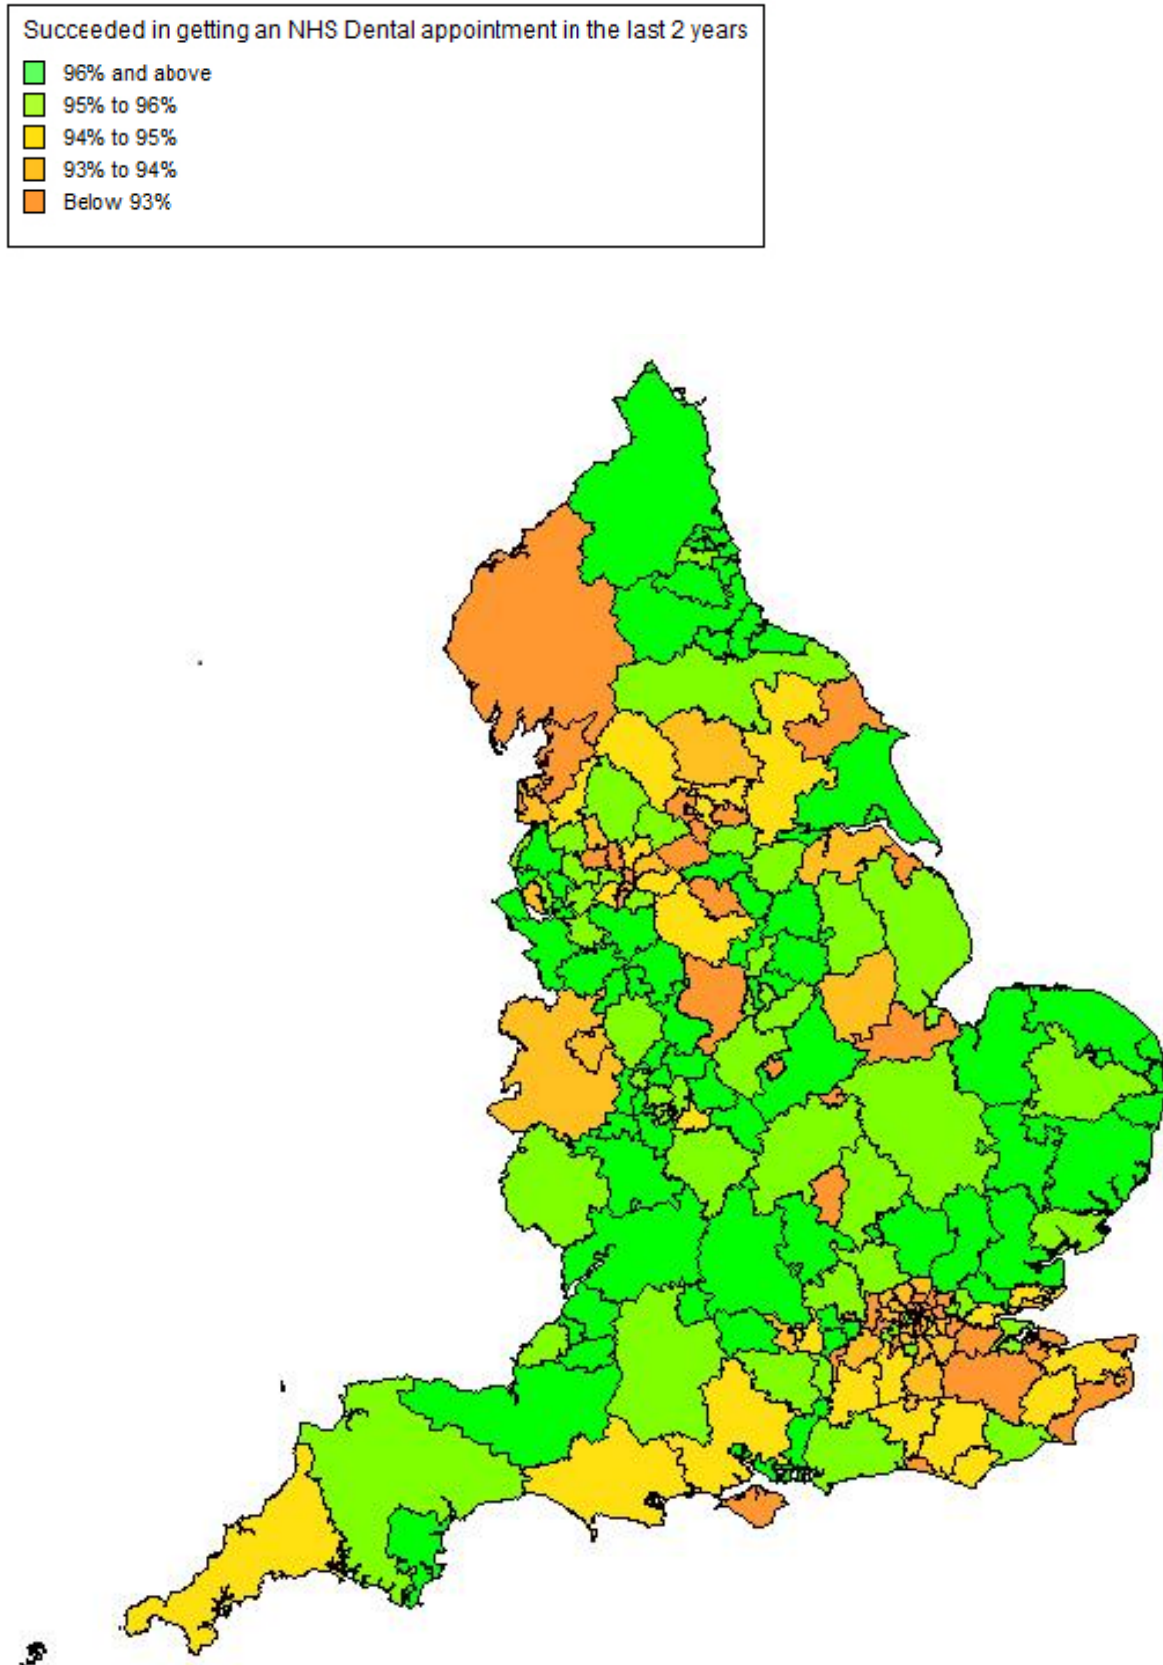 Succeeded in getting an NHS Dental appointment in the last 2 years
96% and above
95% to 96%
94% to 95%
93% to 94%
Below 93%